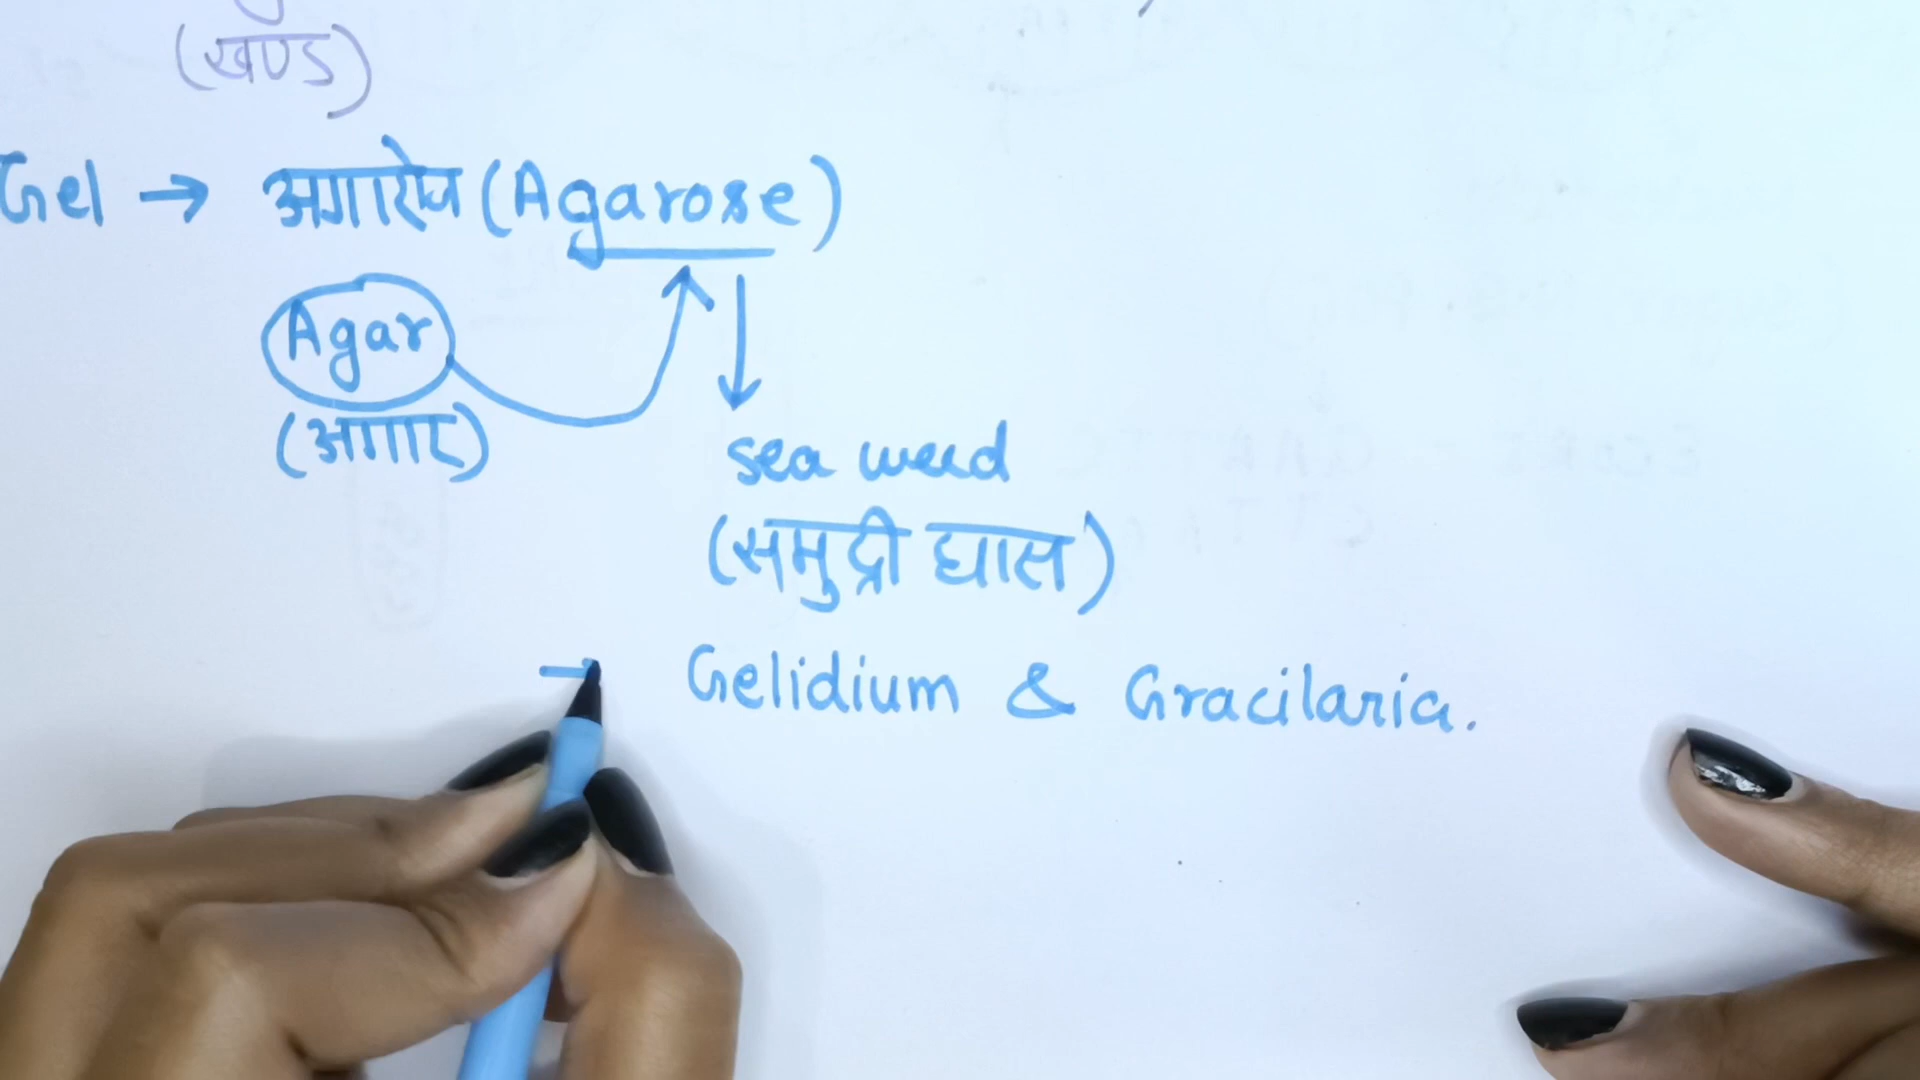 (खण्ड)
Gel → अगारोज (Agarose)
Agar
(अगार)
sea weed
(समुद्री घास)
Gelidium & Gracilaria.